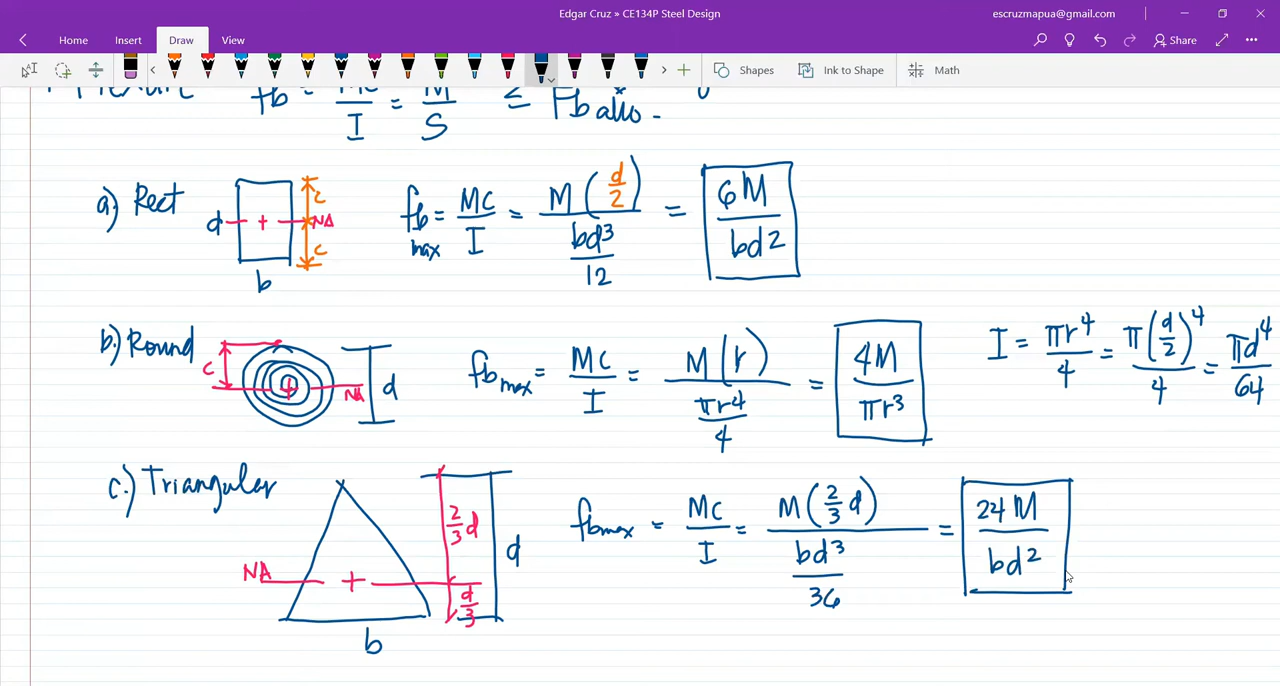 Edgar Cruz » CE134P Steel Design
escruzmapua@gmail.com
Home Insert Draw View
Share
Shapes Ink to Shape Math
fb = Mc/I = M/S ≤ Fb allo.
a) Rect d NA c c b fb max = Mc/I = M(d/2)/(bd³/12) = 6M/bd²
b.) Round c NA d fb max = Mc/I = M(r)/(πr⁴/4) = 4M/πr³ I = πr⁴/4 = π(d/2)⁴/4 = πd⁴/64
c.) Triangular NA 2/3 d d/3 d b fbmax = Mc/I = M(2/3 d)/(bd³/36) = 24M/bd²